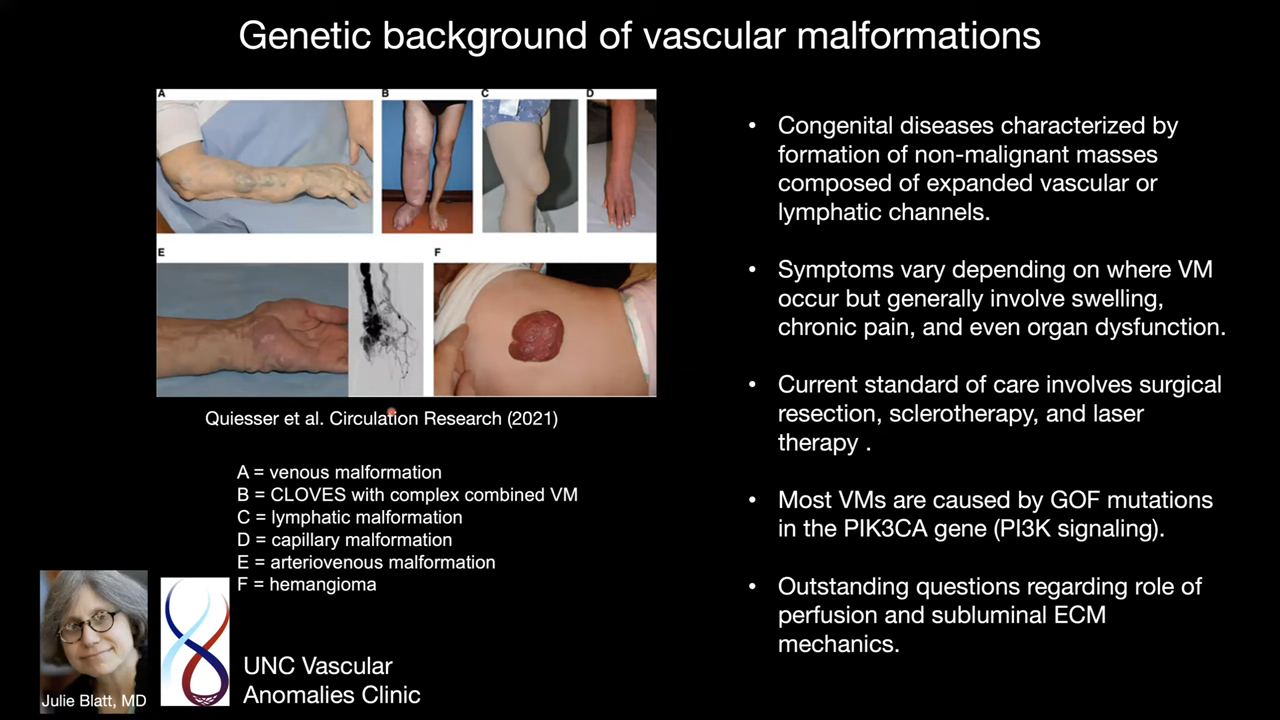 Genetic background of vascular malformations
A
B
C
D
E
F
Quiesser et al. Circulation Research (2021)
A = venous malformation
B = CLOVES with complex combined VM
C = lymphatic malformation
D = capillary malformation
E = arteriovenous malformation
F = hemangioma
Julie Blatt, MD
UNC Vascular
Anomalies Clinic
• Congenital diseases characterized by
formation of non-malignant masses
composed of expanded vascular or
lymphatic channels.
• Symptoms vary depending on where VM
occur but generally involve swelling,
chronic pain, and even organ dysfunction.
• Current standard of care involves surgical
resection, sclerotherapy, and laser
therapy .
• Most VMs are caused by GOF mutations
in the PIK3CA gene (PI3K signaling).
• Outstanding questions regarding role of
perfusion and subluminal ECM
mechanics.